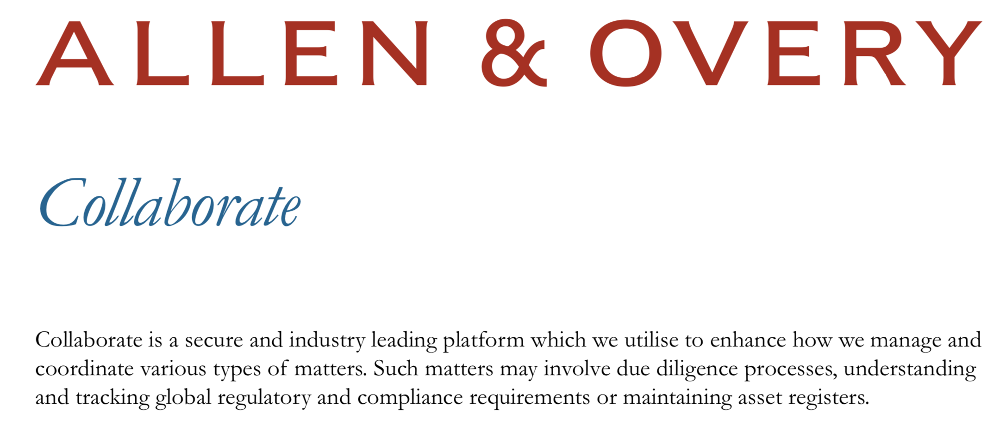 ALLEN & OVERY
Collaborate
Collaborate is a secure and industry leading platform which we utilise to enhance how we manage and
coordinate various types of matters. Such matters may involve due diligence processes, understanding
and tracking global regulatory and compliance requirements or maintaining asset registers.